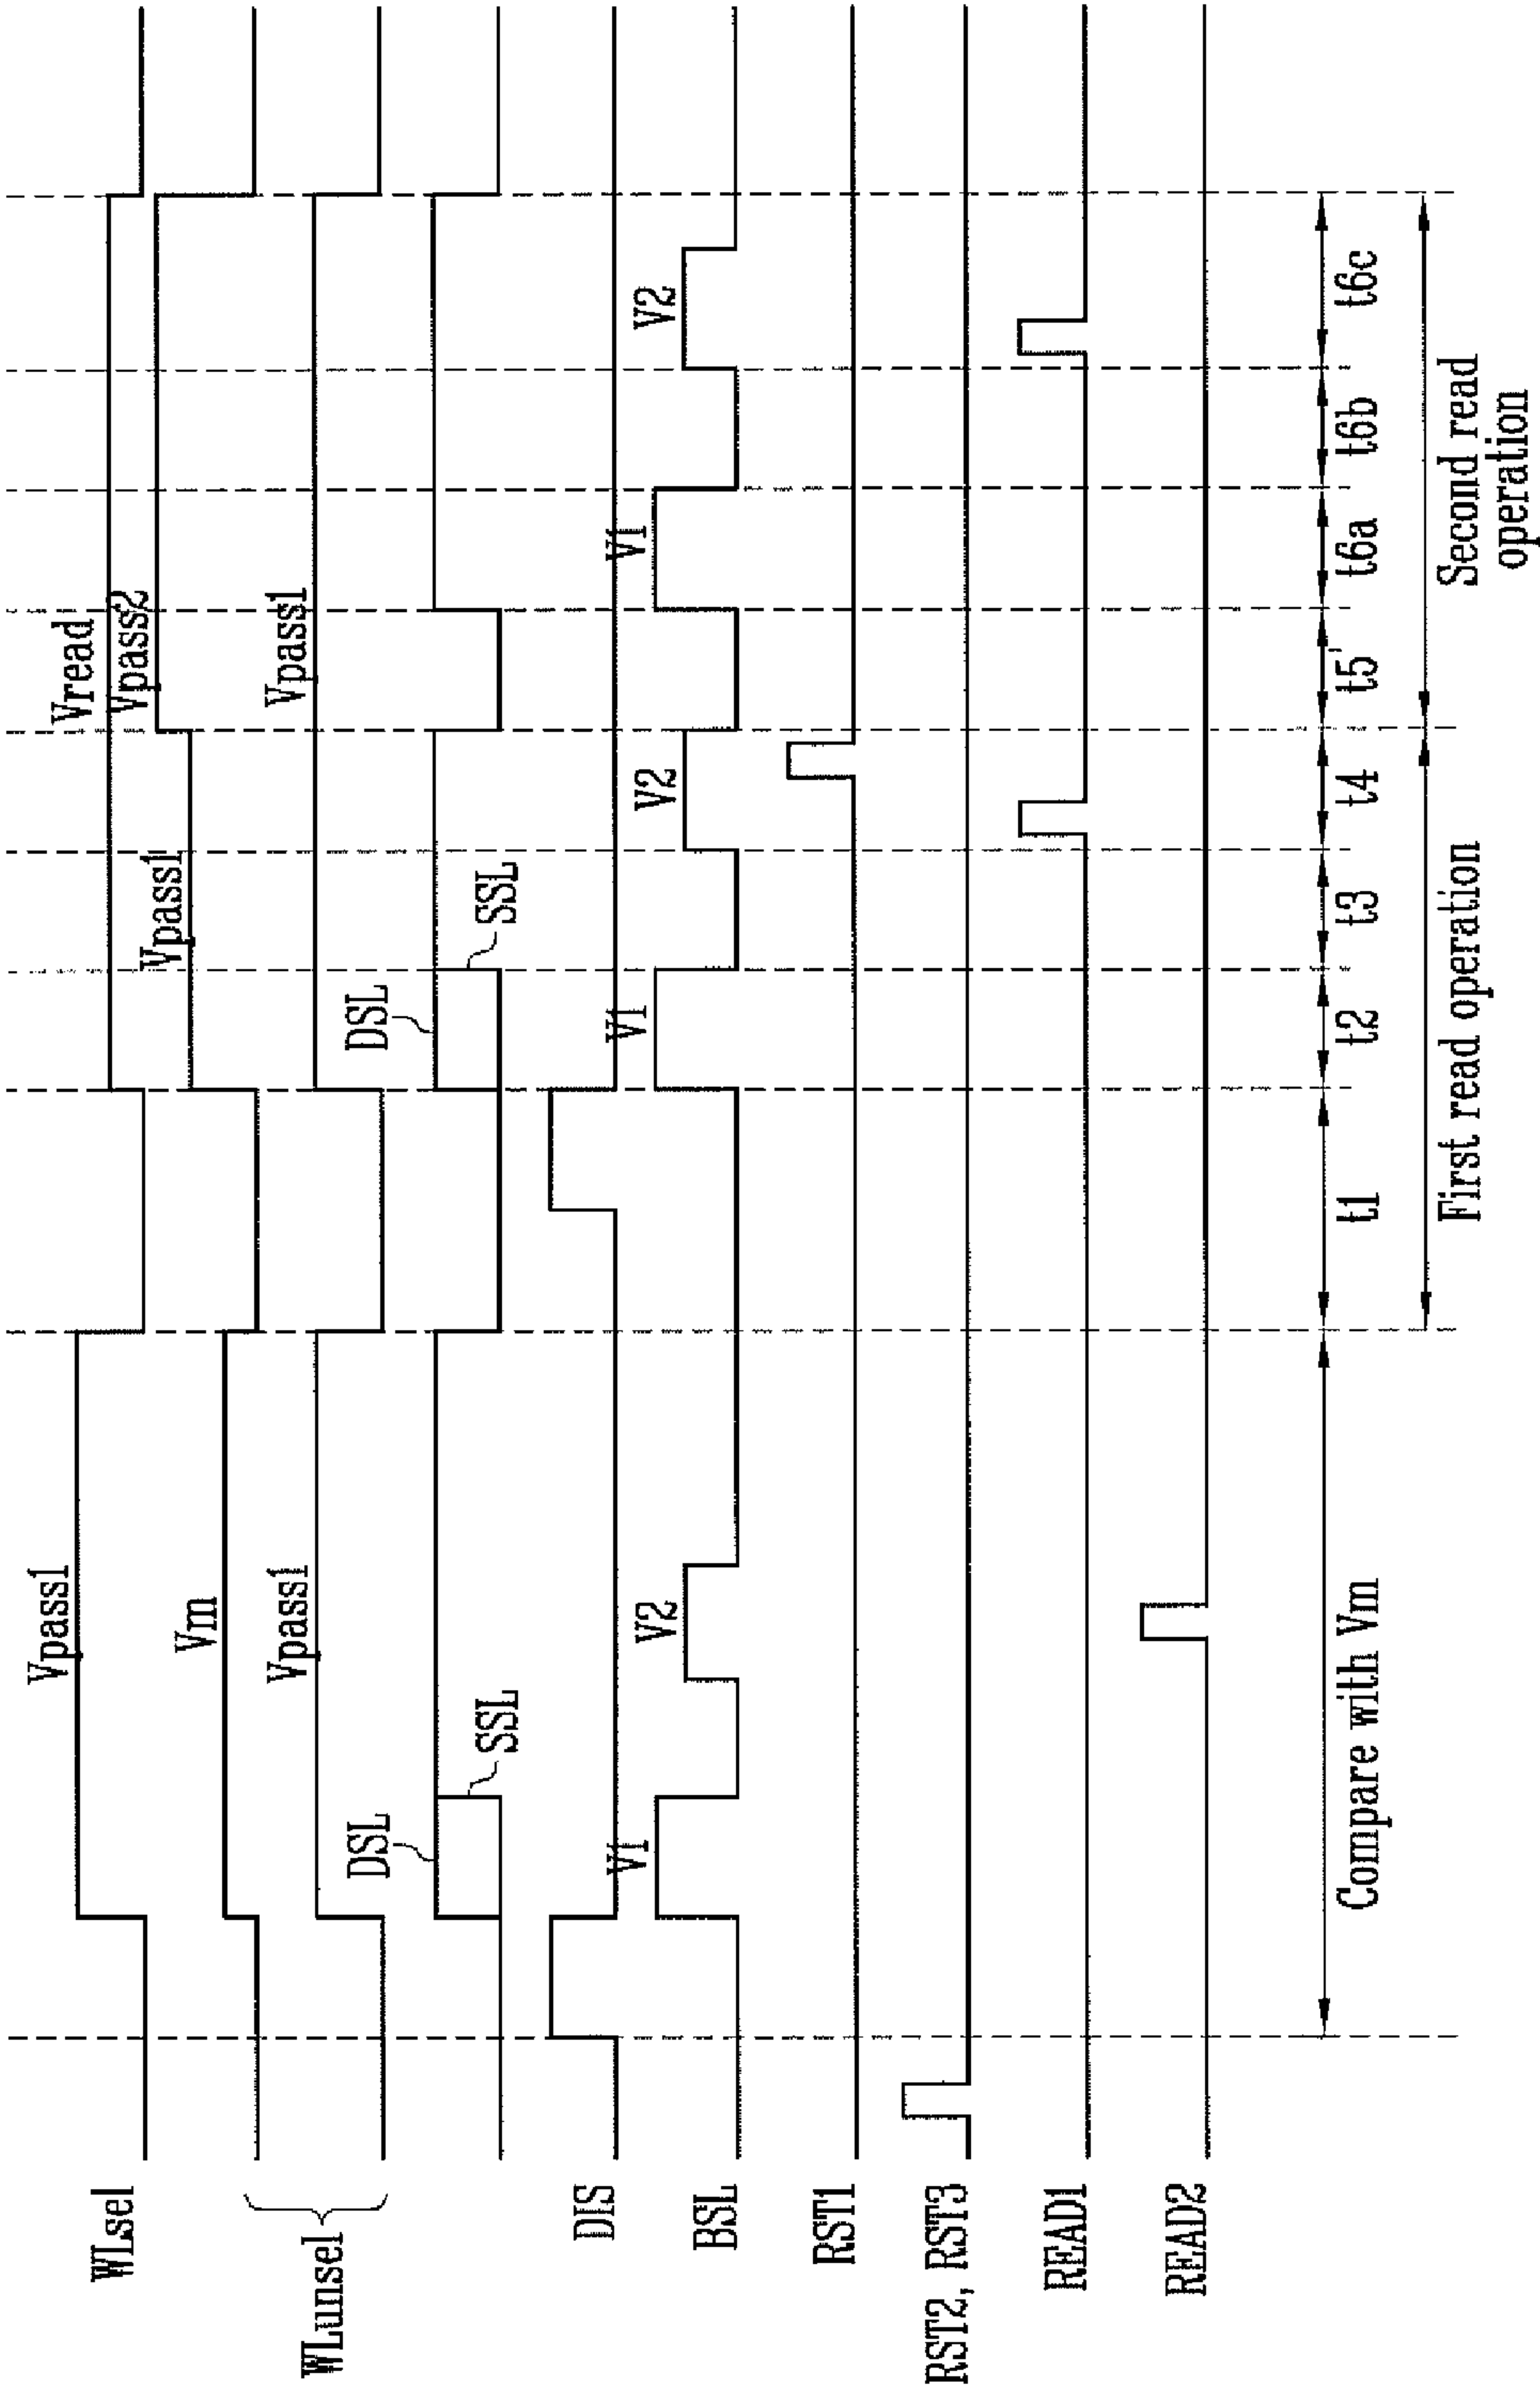 WLsel
Vpass1
Vread
WLunsel
Vm
Vpass1
Vpass2
Vpass1
Vpass1
DSL
SSL
DSL
SSL
DIS
BSL
V1
V2
V1
V2
V1
V2
RST1
RST2, RST3
READ1
READ2
Compare with Vm
t1
t2
t3
t4
t5
t6a
t6b
t6c
First read operation
Second read
operation